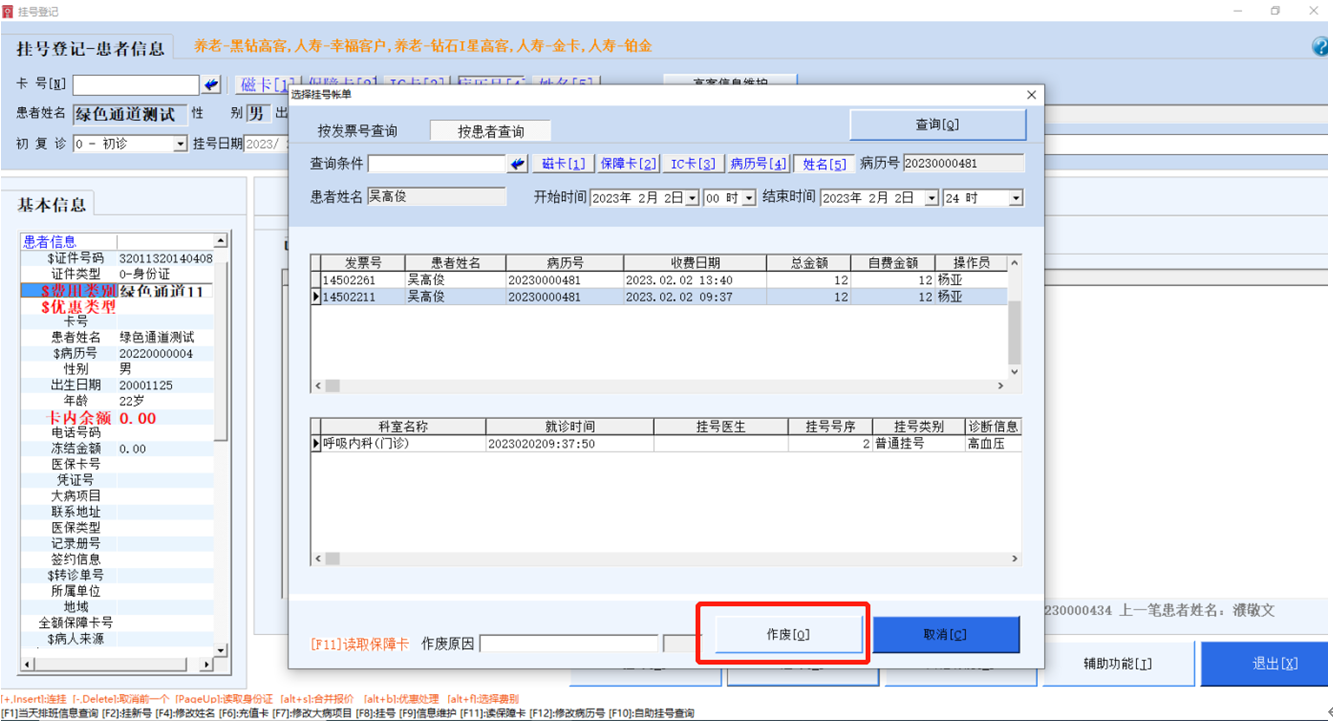 挂号登记
挂号登记-患者信息
养老-黑钻高客,人寿-幸福客户,养老-钻石I星高客,人寿-金卡,人寿-铂金
卡 号[N]
磁卡[1] 保障卡[2] IC卡[3] 病历号[4] 姓名[5]
患者姓名 绿色通道测试 性 别 男 出
初 复 诊 0 - 初诊 挂号日期 2023/
选择挂号帐单
按发票号查询 按患者查询 查询[Q]
查询条件 磁卡[1] 保障卡[2] IC卡[3] 病历号[4] 姓名[5] 病历号 20230000481
患者姓名 吴高俊 开始时间 2023年 2月 2日 00 时 结束时间 2023年 2月 2日 24 时
发票号 患者姓名 病历号 收费日期 总金额 自费金额 操作员
14502261 吴高俊 20230000481 2023.02.02 13:40 12 12 杨亚
14502211 吴高俊 20230000481 2023.02.02 09:37 12 12 杨亚
科室名称 就诊时间 挂号医生 挂号号序 挂号类别 诊断信息
呼吸内科(门诊) 2023020209:37:50 2 普通挂号 高血压
[F11]读取保障卡 作废原因 作废[O] 取消[C]
基本信息
患者信息
$证件号码 32011320140408
证件类型 0-身份证
$费用类别 绿色通道11
$优惠类型
卡号
患者姓名 绿色通道测试
$病历号 20220000004
性别 男
出生日期 20001125
年龄 22岁
卡内余额 0.00
电话号码
冻结金额 0.00
医保卡号
凭证号
大病项目
联系地址
医保类型
记录册号
签约信息
$转诊单号
所属单位
地域
全额保障卡号
$病人来源
230000434 上一笔患者姓名: 濮敬文
辅助功能[T] 退出[X]
[+,Insert]:连挂 [-,Delete]:取消前一个 [PageUp]:读取身份证 [alt+s]:合并报价 [alt+b]:优惠处理 [alt+f]:选择费别
[F1]当天排班信息查询 [F2]:挂新号 [F4]:修改姓名 [F6]:充值卡 [F7]:修改大病项目 [F8]:挂号 [F9]信息维护 [F11]:读保障卡 [F12]:修改病历号 [F10]:自助挂号查询